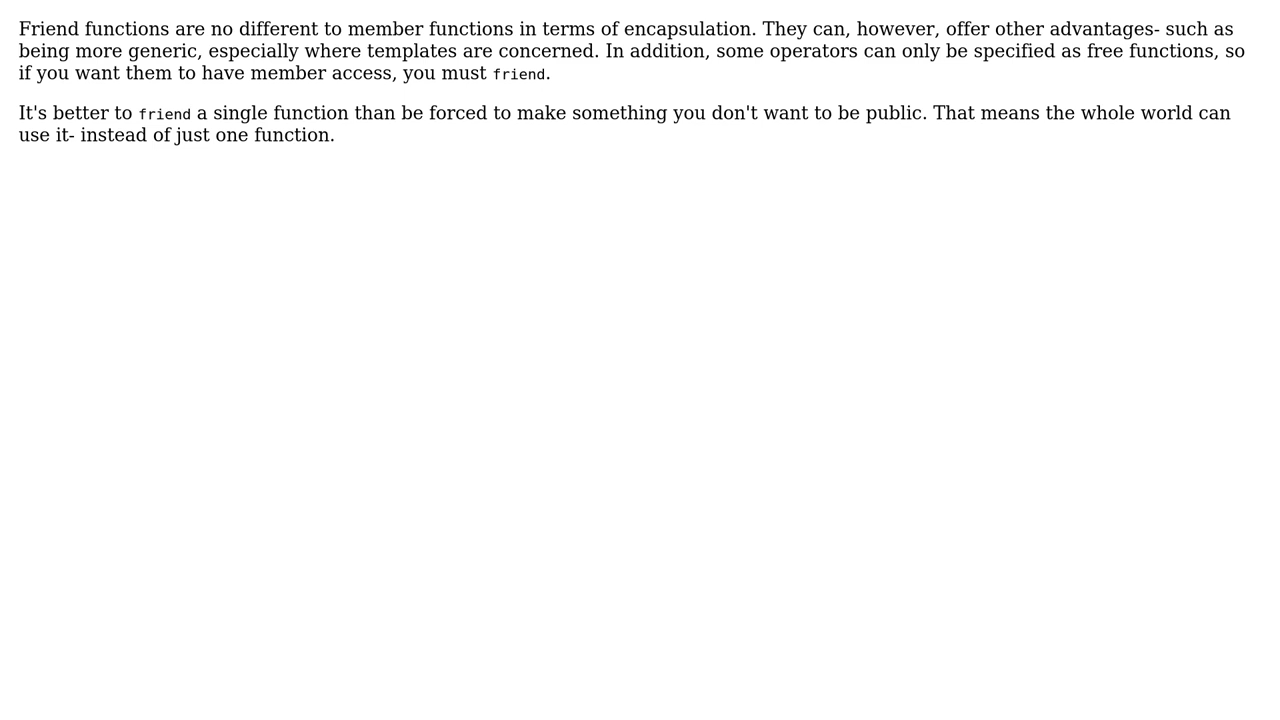 Friend functions are no different to member functions in terms of encapsulation. They can, however, offer other advantages- such as
being more generic, especially where templates are concerned. In addition, some operators can only be specified as free functions, so
if you want them to have member access, you must friend.
It's better to friend a single function than be forced to make something you don't want to be public. That means the whole world can
use it- instead of just one function.